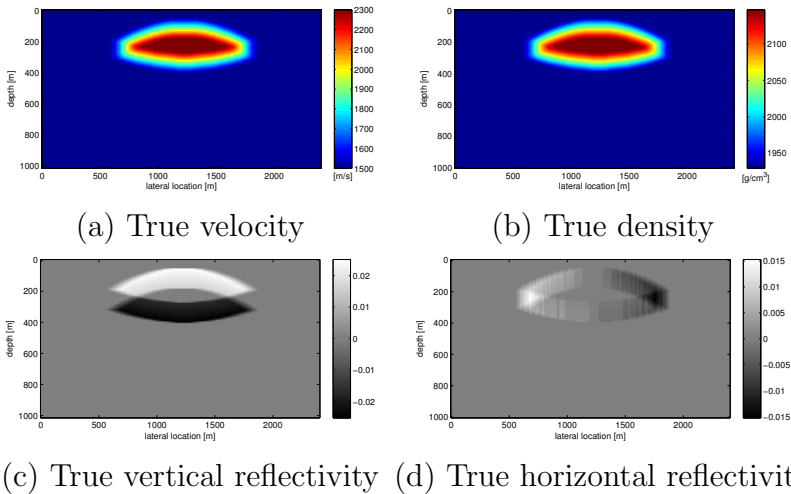 0
200
400
600
800
1000
depth [m]
0 500 1000 1500 2000
lateral location [m]
2300
2200
2100
2000
1900
1800
1700
1600
1500
[m/s]
0
200
400
600
800
1000
depth [m]
0 500 1000 1500 2000
lateral location [m]
2100
2050
2000
1950
[g/cm³]
(a) True velocity
(b) True density
0
200
400
600
800
1000
depth [m]
0 500 1000 1500 2000
lateral location [m]
0.02
0.01
0
−0.01
−0.02
0
200
400
600
800
1000
depth [m]
0 500 1000 1500 2000
lateral location [m]
0.015
0.01
0.005
0
−0.005
−0.01
−0.015
(c) True vertical reflectivity
(d) True horizontal reflectivit